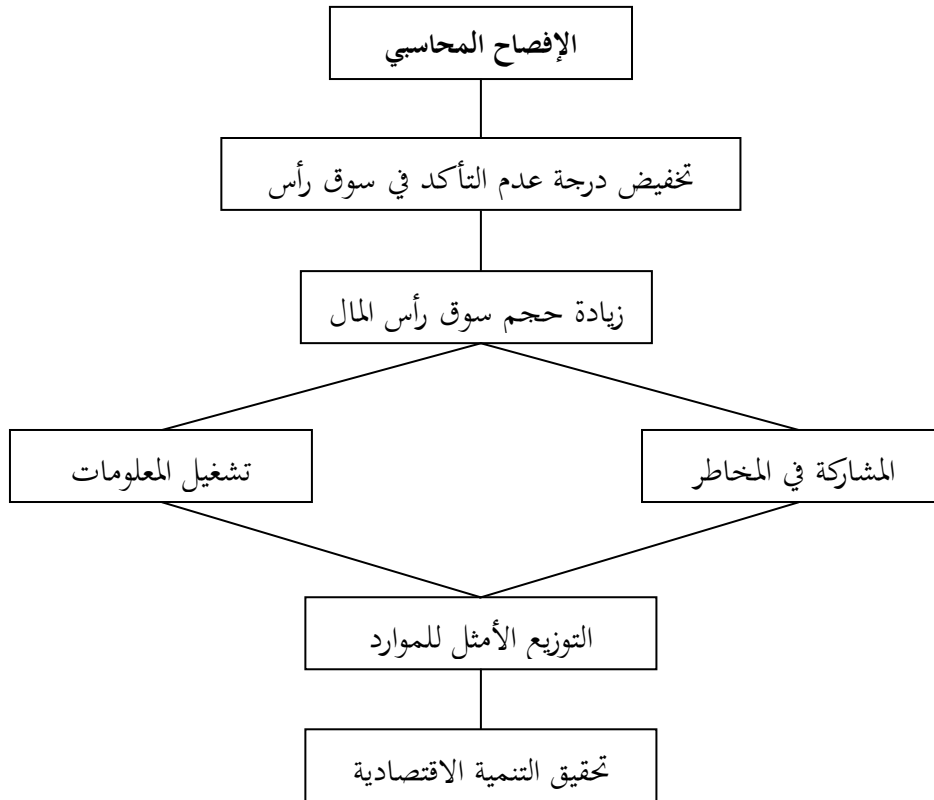 الإفصاح المحاسبي
تخفيض درجة عدم التأكد في سوق رأس
زيادة حجم سوق رأس المال
المشاركة في المخاطر
تشغيل المعلومات
التوزيع الأمثل للموارد
تحقيق التنمية الاقتصادية